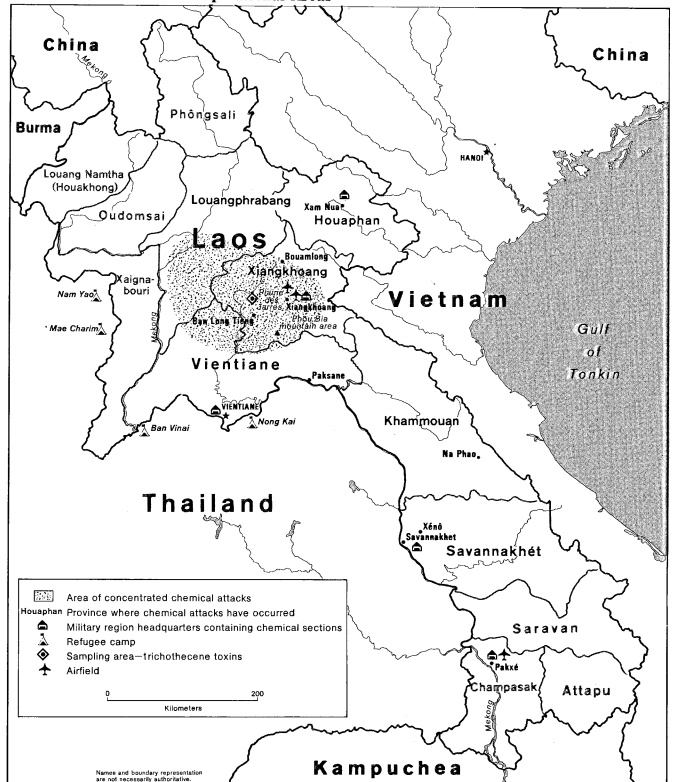 China
China
Mekong
Burma
Phôngsali
HANOI
Louang Namtha
(Houakhong)
Louangphrabang
Oudomsai
Xam Nua
Houaphan
Laos
Bouamlong
Xiangkhoang
Xaigna-
bouri
Plaine
des
Jarres
Vietnam
Nam Yao
Xiangkhoang
Ban Long Tieng
Phou Bia
mountain area
Mae Charim
Mekong
Gulf
of
Tonkin
Vientiane
Paksane
VIENTIANE
Khammouan
Ban Vinai
Nong Kai
Na Phao
Thailand
Xénô
Savannakhet
Savannakhét
Area of concentrated chemical attacks
Houaphan Province where chemical attacks have occurred
Military region headquarters containing chemical sections
Refugee camp
Sampling area—trichothecene toxins
Airfield
0 200
Kilometers
Saravan
Pakxé
Champasak
Attapu
Mekong
Kampuchea
Names and boundary representation
are not necessarily authoritative.